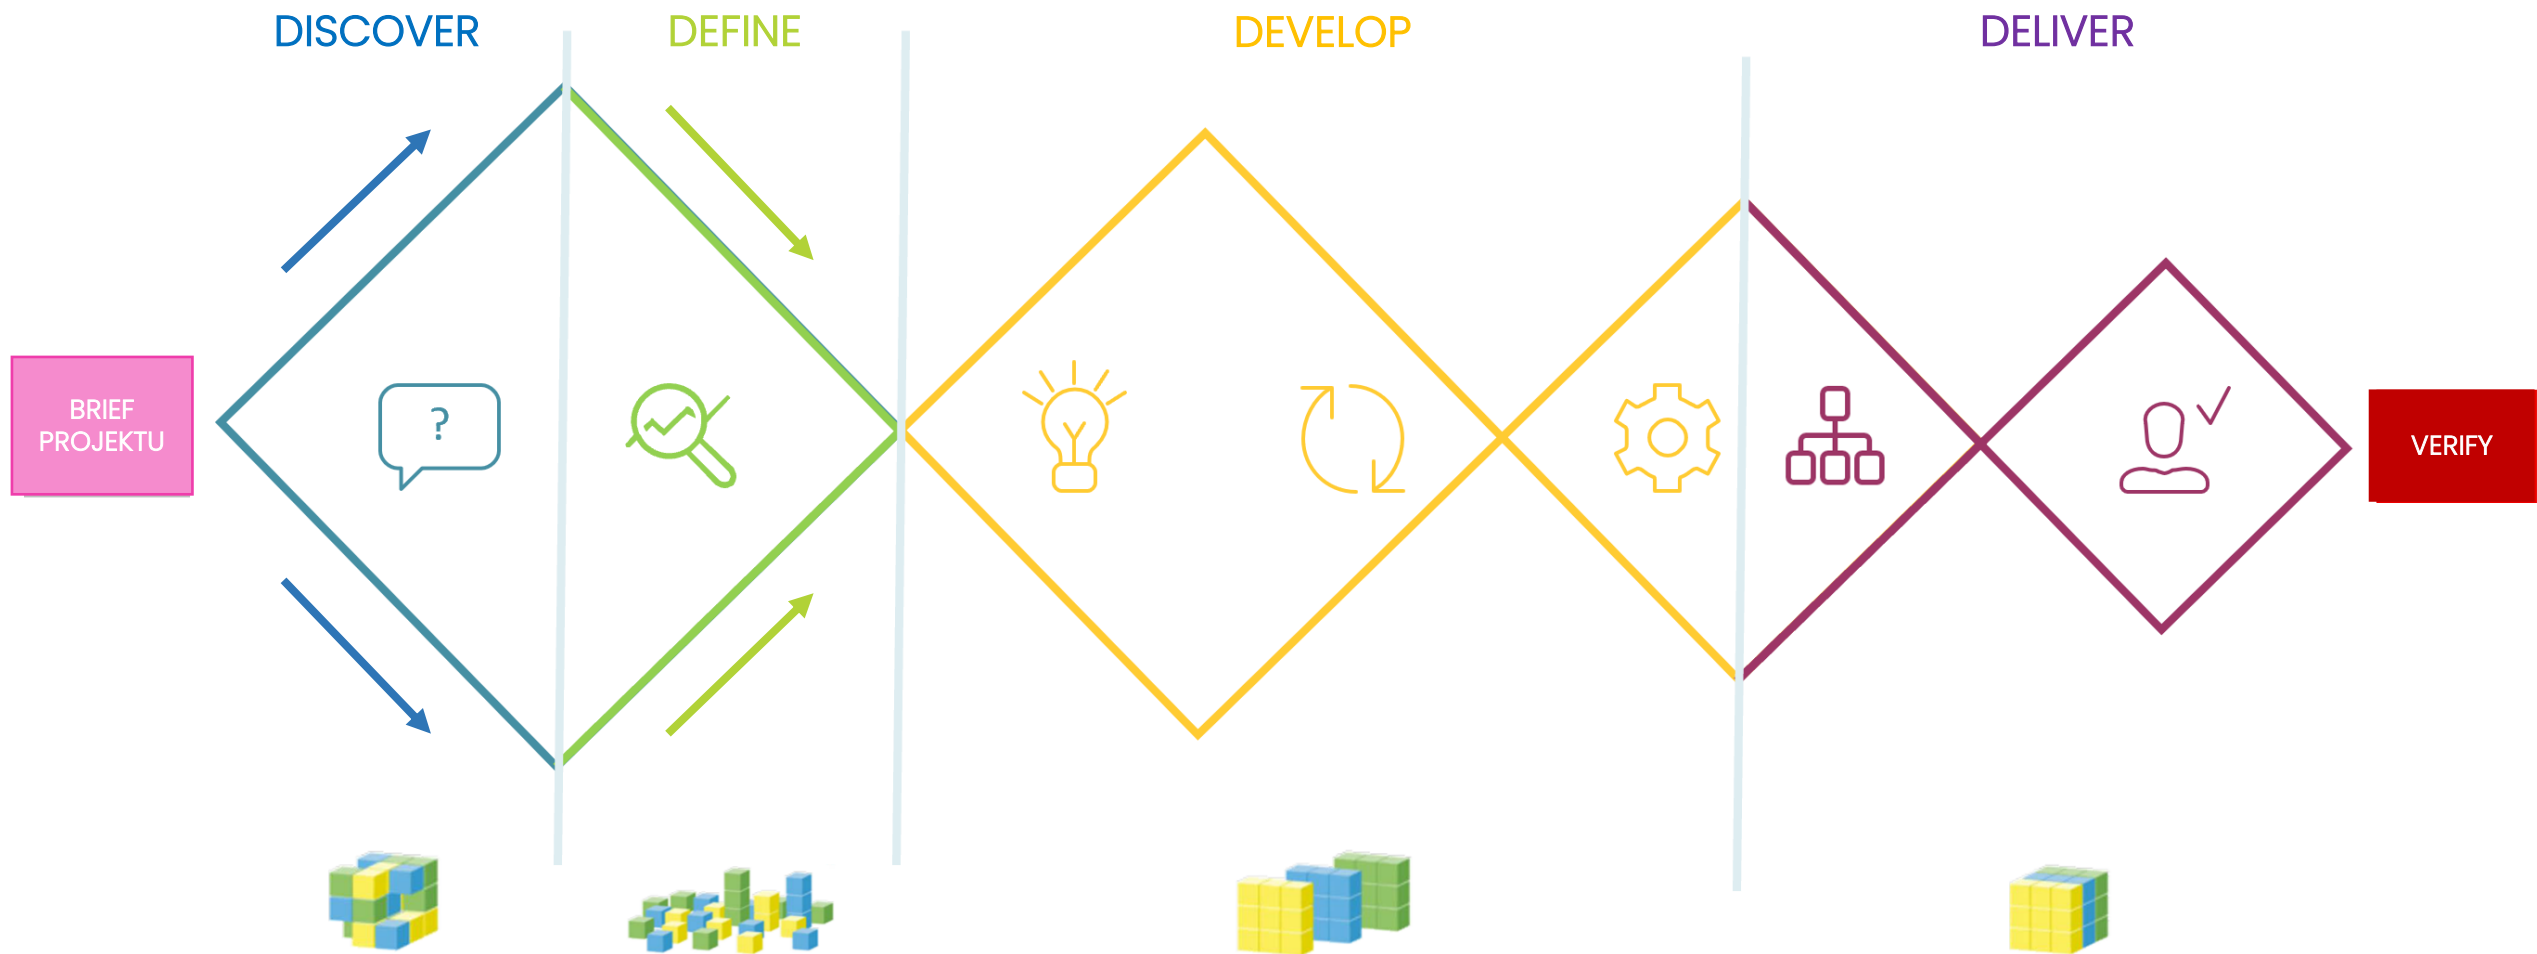 DISCOVER
DEFINE
DEVELOP
DELIVER
BRIEF
PROJEKTU
?
VERIFY